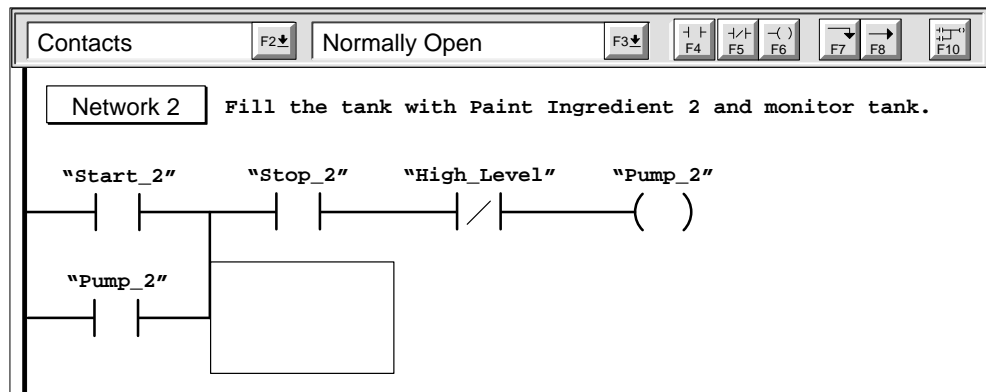 Contacts F2 Normally Open F3 F4 F5 F6 F7 F8 F10
Network 2 Fill the tank with Paint Ingredient 2 and monitor tank.
“Start_2” “Stop_2” “High_Level” “Pump_2”
“Pump_2”